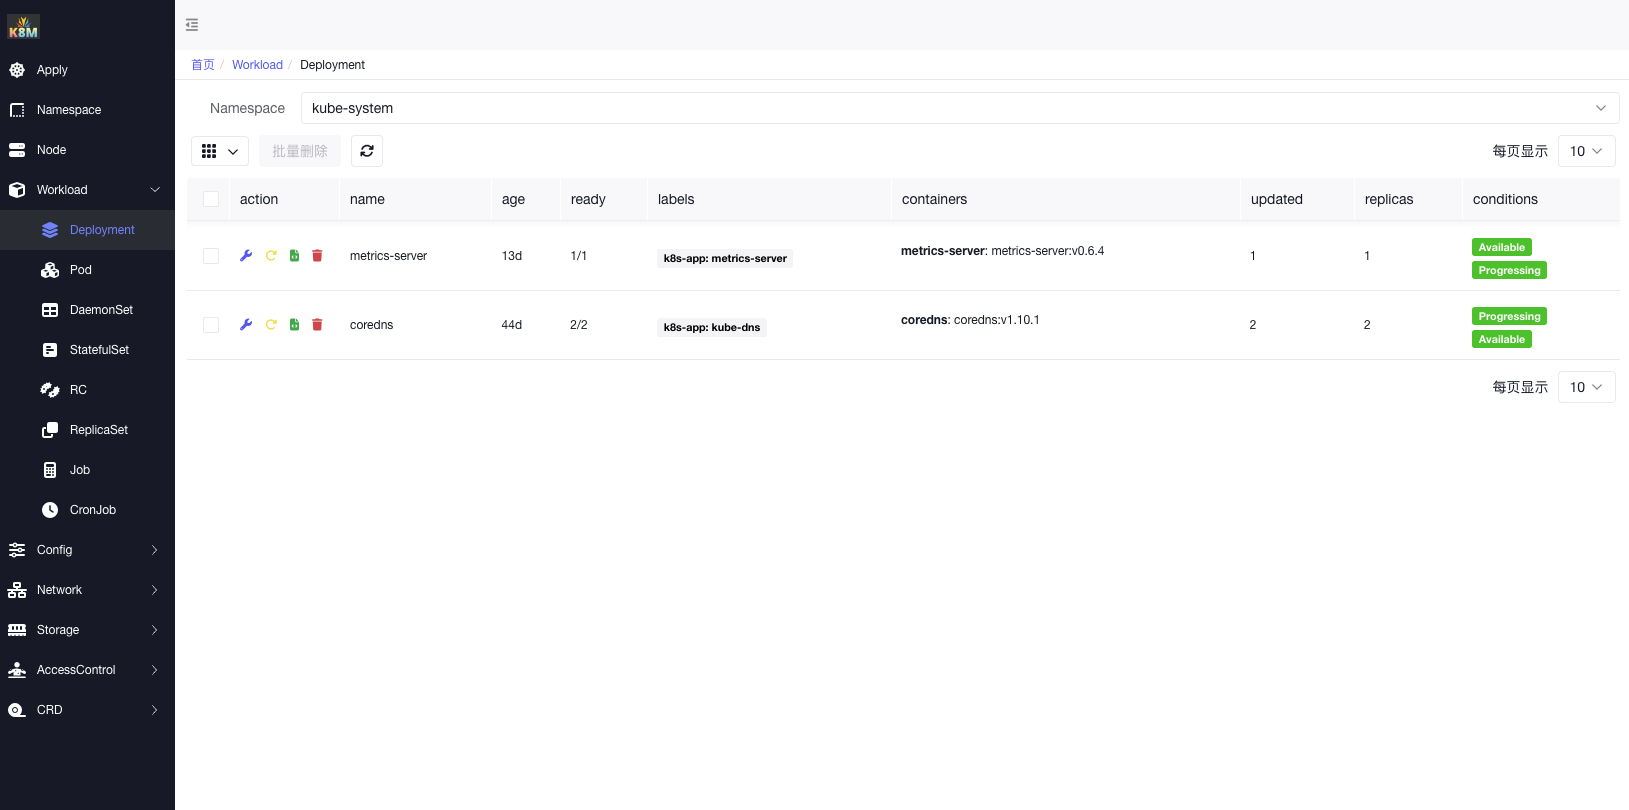 K8M
Apply
Namespace
Node
Workload
Deployment
Pod
DaemonSet
StatefulSet
RC
ReplicaSet
Job
CronJob
Config
Network
Storage
AccessControl
CRD
首页 / Workload / Deployment
Namespace kube-system
批量删除 每页显示 10
action name age ready labels containers updated replicas conditions
metrics-server 13d 1/1 k8s-app: metrics-server metrics-server: metrics-server:v0.6.4 1 1 Available
Progressing
coredns 44d 2/2 k8s-app: kube-dns coredns: coredns:v1.10.1 2 2 Progressing
Available
每页显示 10